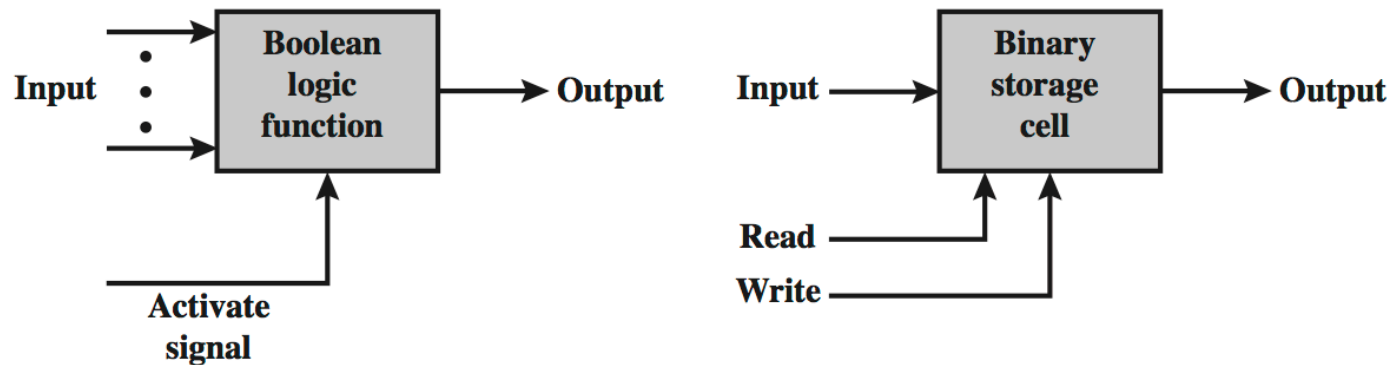 Input
Boolean
logic
function
Output
Activate
signal
Input
Binary
storage
cell
Output
Read
Write